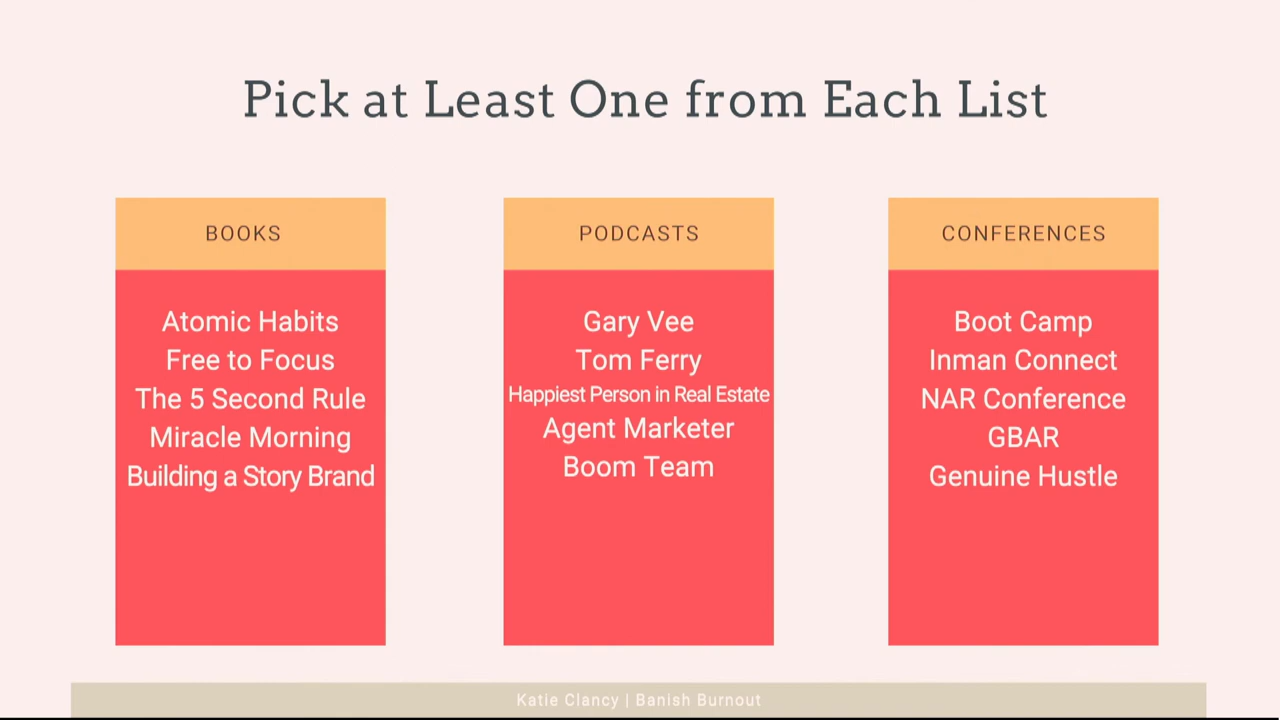 Pick at Least One from Each List
BOOKS
Atomic Habits
Free to Focus
The 5 Second Rule
Miracle Morning
Building a Story Brand
PODCASTS
Gary Vee
Tom Ferry
Happiest Person in Real Estate
Agent Marketer
Boom Team
CONFERENCES
Boot Camp
Inman Connect
NAR Conference
GBAR
Genuine Hustle
Katie Clancy | Banish Burnout